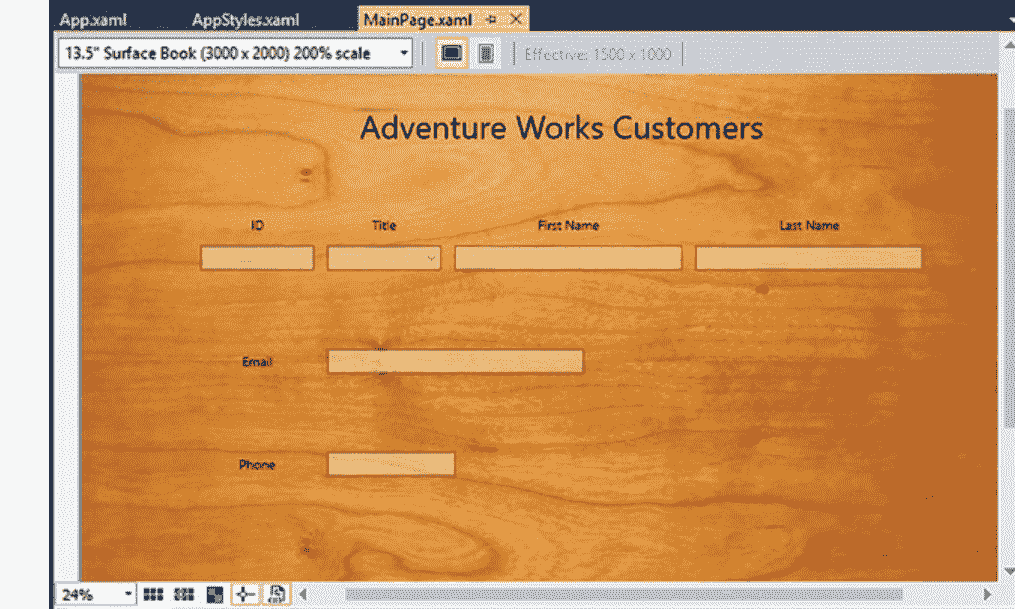 App.xaml AppStyles.xaml MainPage.xaml
13.5" Surface Book (3000 x 2000) 200% scale Effective: 1500 x 1000
Adventure Works Customers
ID Title First Name Last Name
Email
Phone
24%